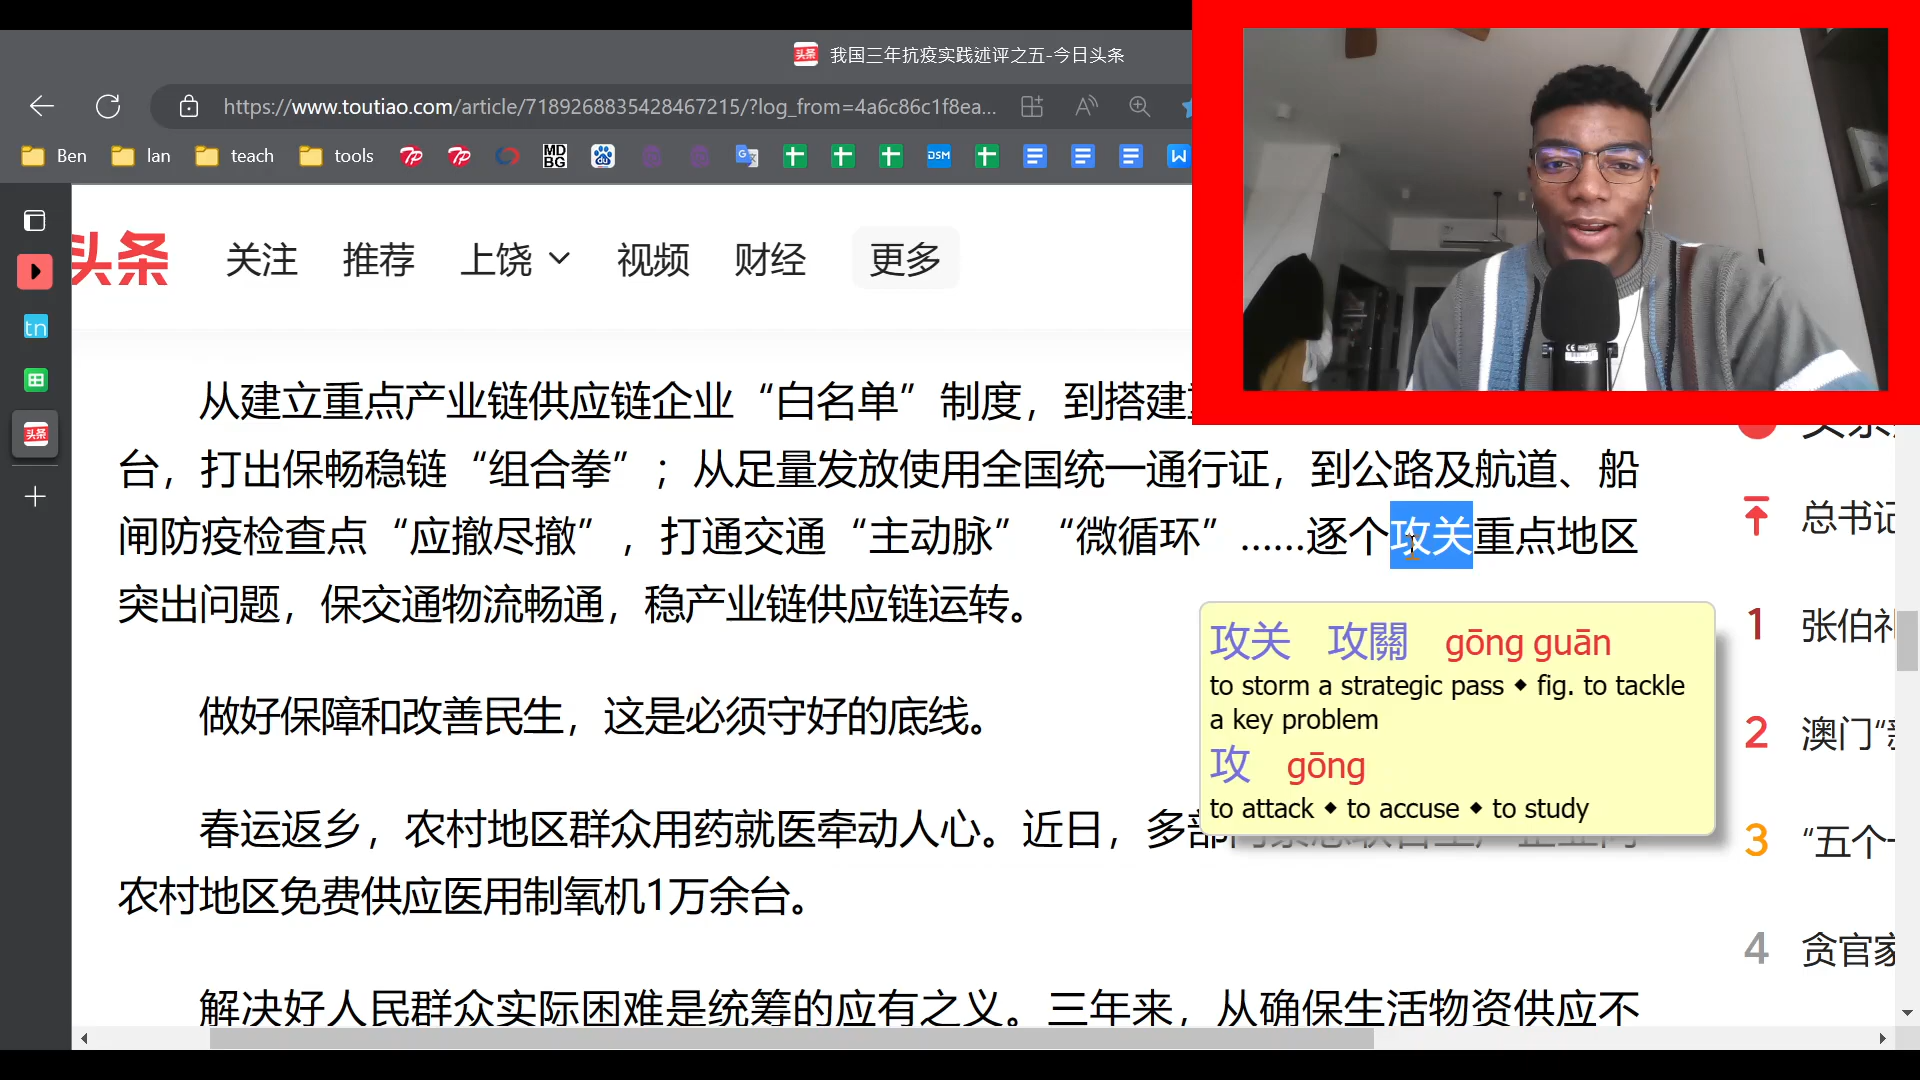 我国三年抗疫实践述评之五-今日头条
https://www.toutiao.com/article/7189268835428467215/?log_from=4a6c86c1f8ea...
Ben lan teach tools
MDBG
DSM
头条 关注 推荐 上饶 视频 财经 更多
从建立重点产业链供应链企业“白名单”制度，到搭建
台，打出保畅稳链“组合拳”；从足量发放使用全国统一通行证，到公路及航道、船
闸防疫检查点“应撤尽撤”，打通交通“主动脉”“微循环”……逐个攻关重点地区
突出问题，保交通物流畅通，稳产业链供应链运转。
做好保障和改善民生，这是必须守好的底线。
春运返乡，农村地区群众用药就医牵动人心。近日，多部
农村地区免费供应医用制氧机1万余台。
解决好人民群众实际困难是统筹的应有之义。三年来，从确保生活物资供应不
攻关 攻關 gōng guān
to storm a strategic pass ◆ fig. to tackle
a key problem
攻 gōng
to attack ◆ to accuse ◆ to study
总书记
1 张伯礼
2 澳门“
3 “五个一
4 贪官家
tn
头条